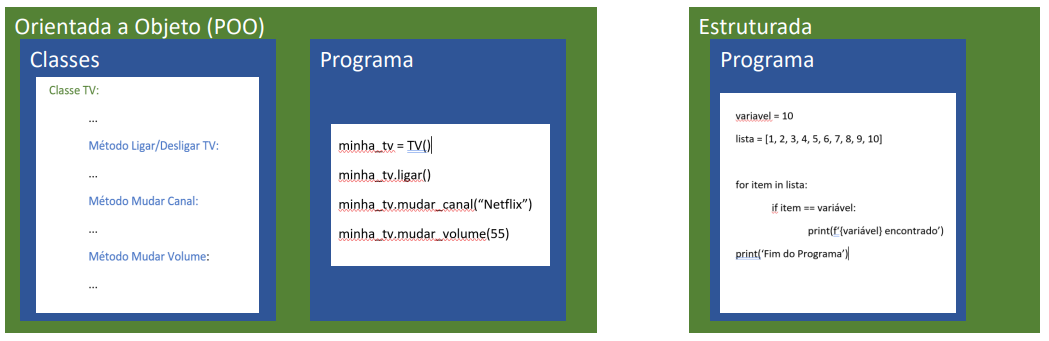 Orientada a Objeto (POO)
Classes
Classe TV:
...
Método Ligar/Desligar TV:
...
Método Mudar Canal:
...
Método Mudar Volume:
...
Programa
minha_tv = TV()
minha_tv.ligar()
minha_tv.mudar_canal(“Netflix”)
minha_tv.mudar_volume(55)
Estruturada
Programa
variavel = 10
lista = [1, 2, 3, 4, 5, 6, 7, 8, 9, 10]
for item in lista:
if item == variável:
print(f’{variável} encontrado’)
print(‘Fim do Programa’)